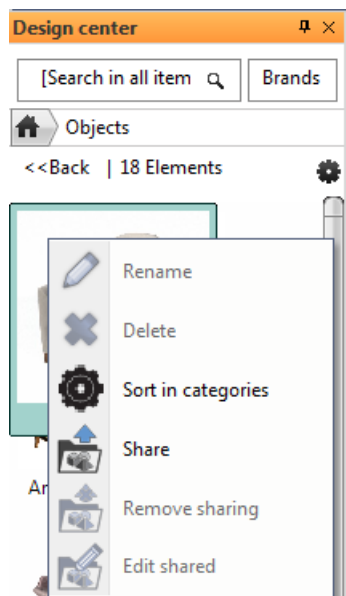 Design center
[Search in all item
Brands
Objects
<<Back | 18 Elements
Rename
Delete
Sort in categories
Share
Ar
Remove sharing
Edit shared